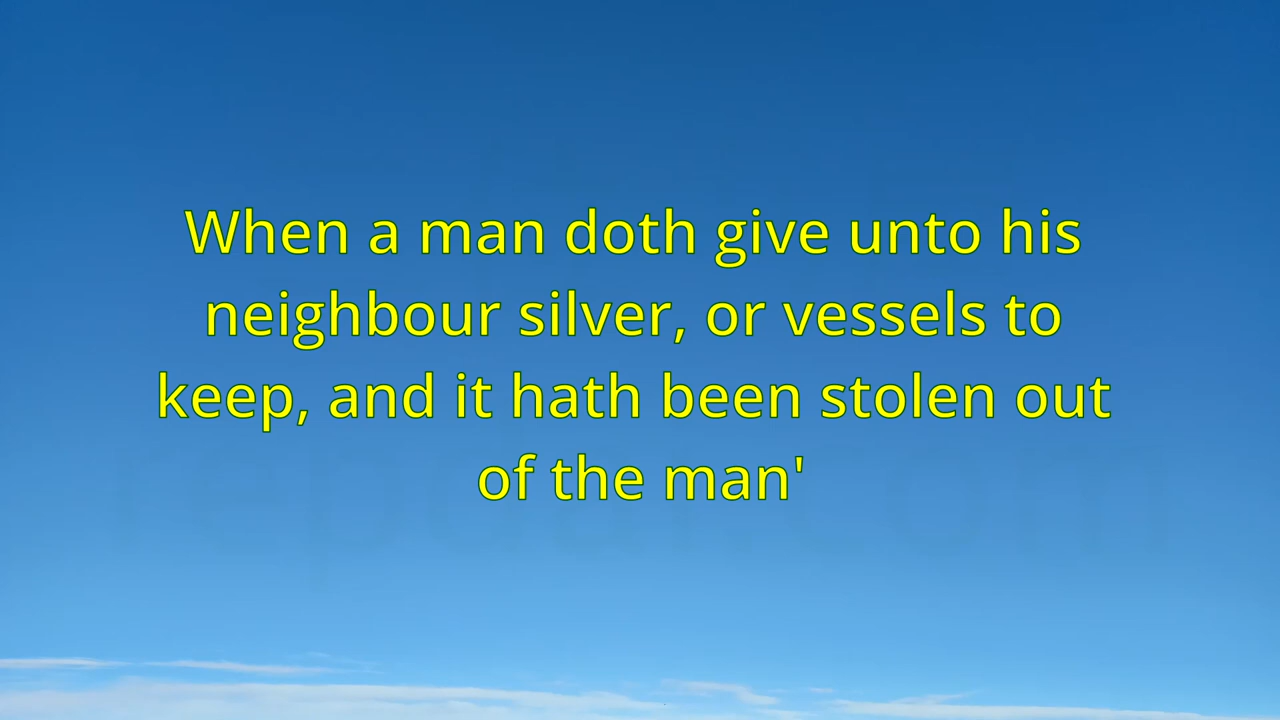 When a man doth give unto his
neighbour silver, or vessels to
keep, and it hath been stolen out
of the man'